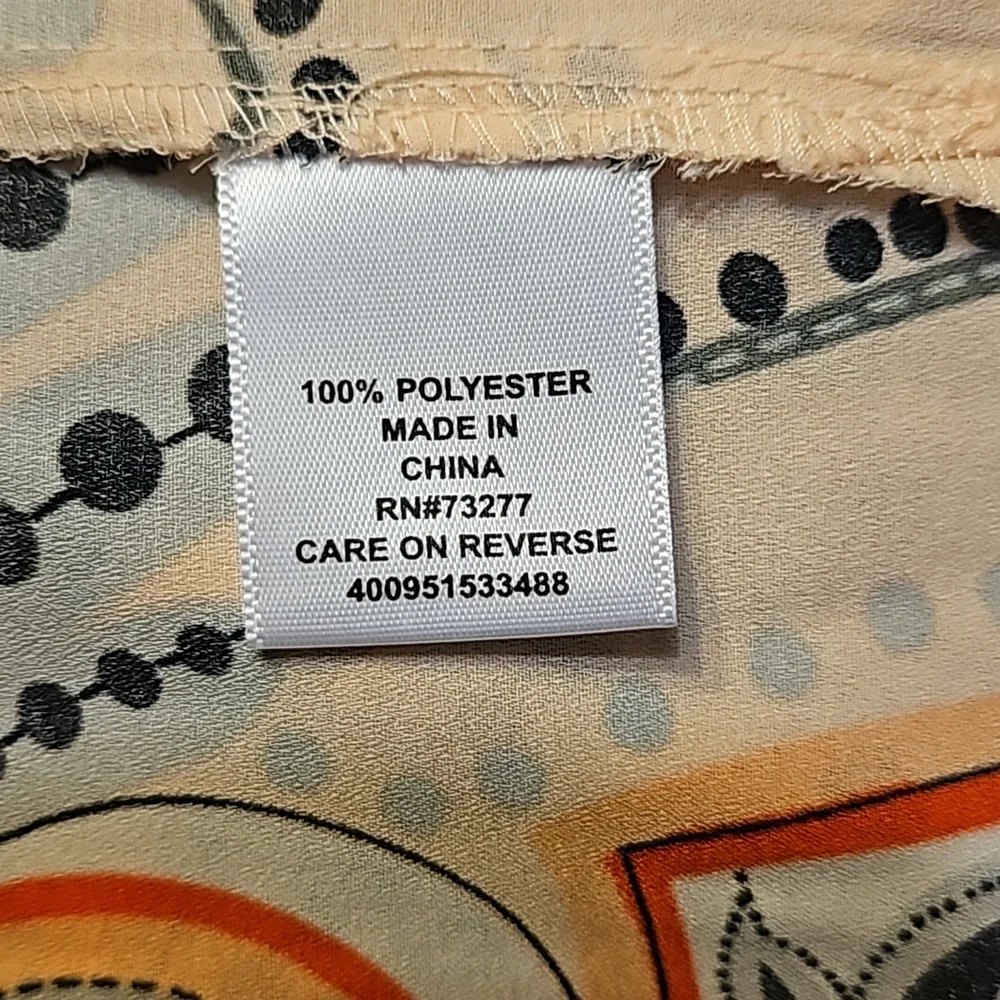 100% POLYESTER
MADE IN
CHINA
RN#73277
CARE ON REVERSE
400951533488